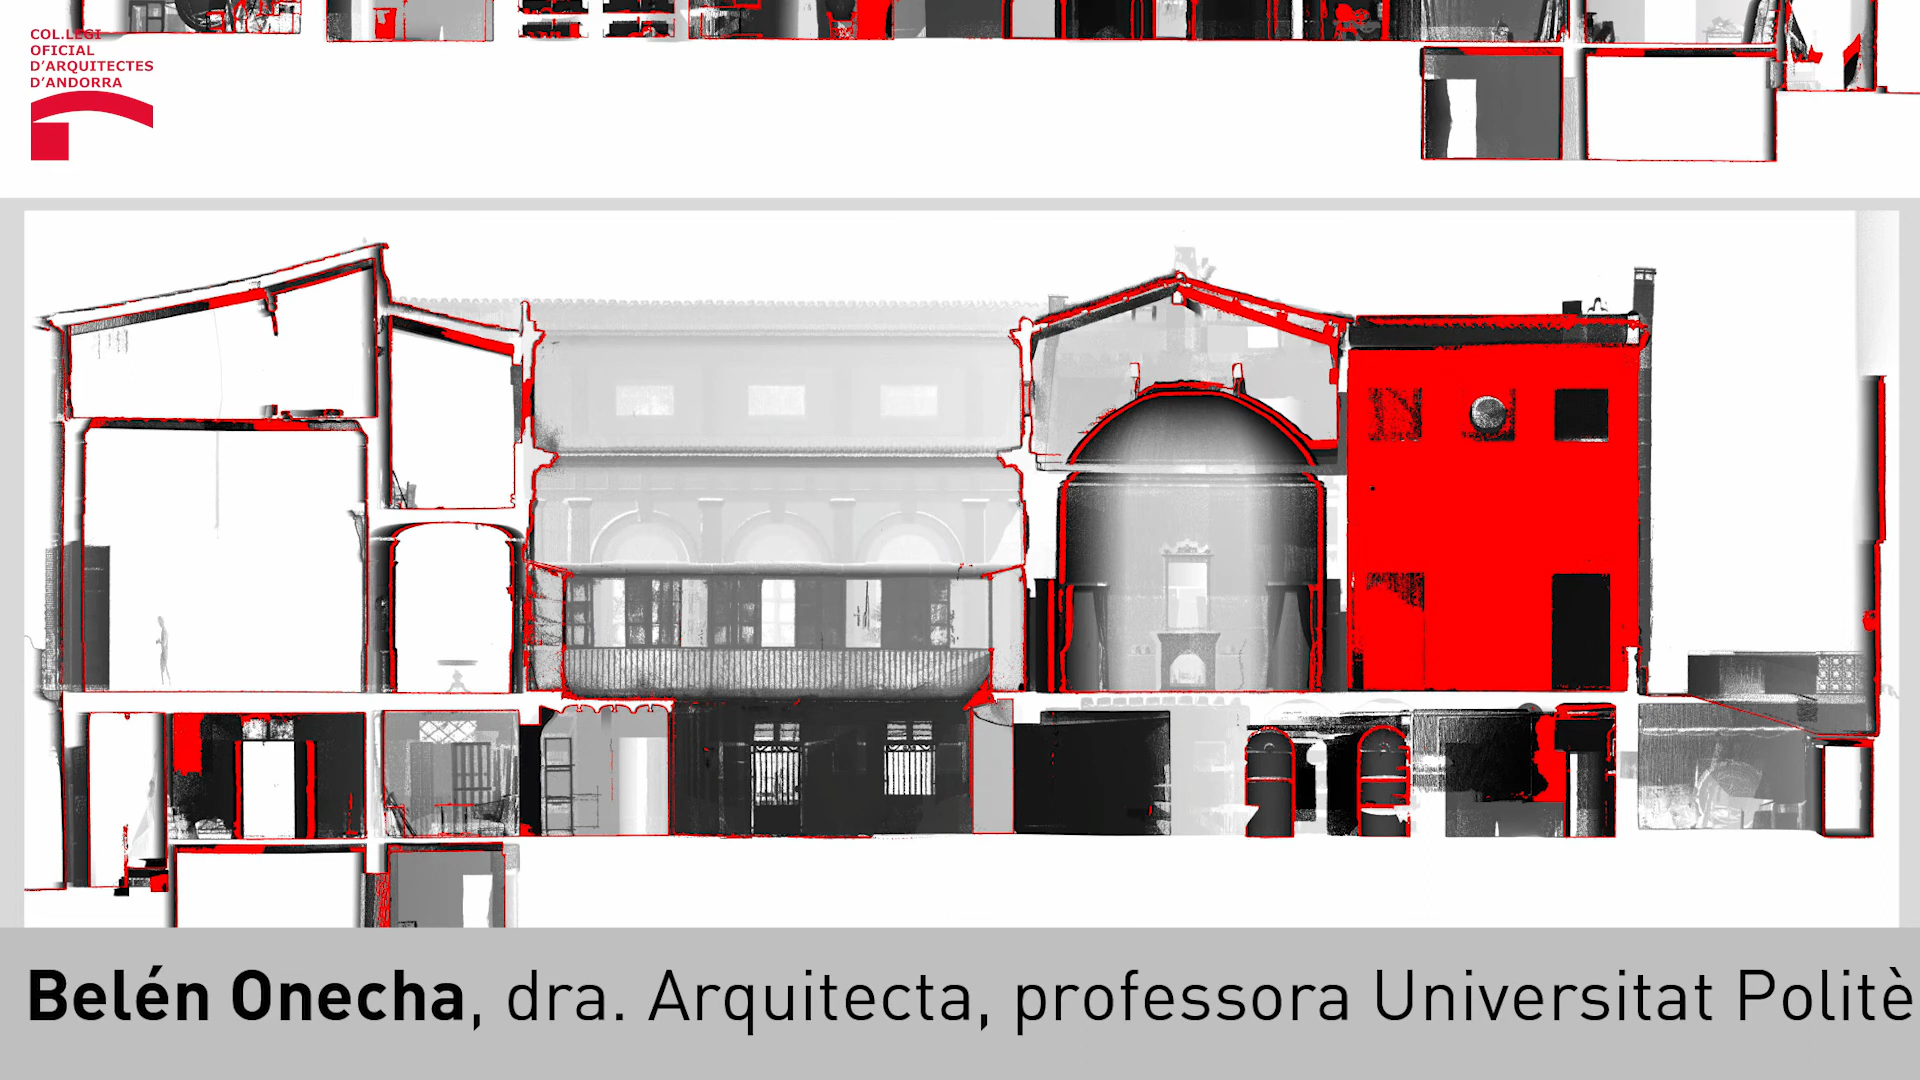 COL.LEGI
OFICIAL
D'ARQUITECTES
D'ANDORRA
Belén Onecha, dra. Arquitecta, professora Universitat Politè